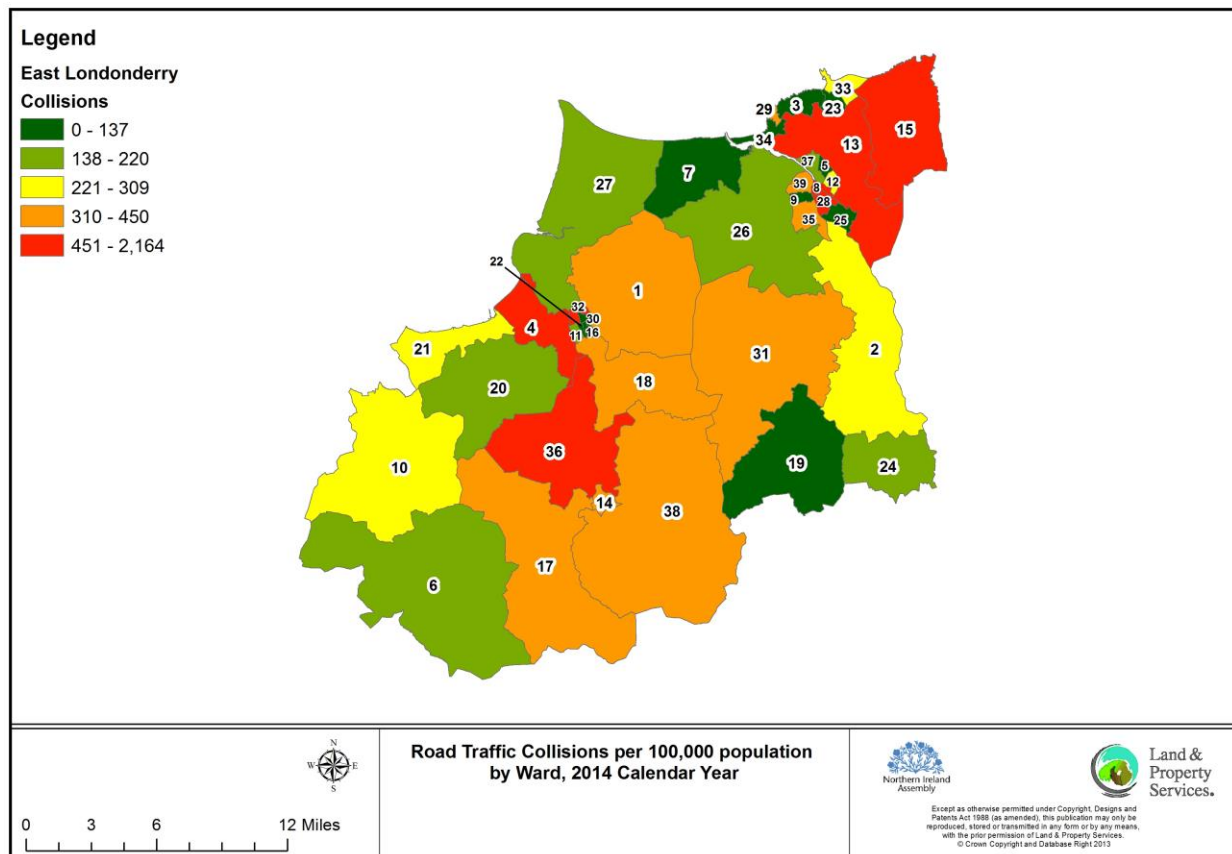 Legend
East Londonderry
Collisions
0 - 137
138 - 220
221 - 309
310 - 450
451 - 2,164
33
29
3
23
15
34
13
37
5
7
27
39
8
12
9
28
35
25
26
22
1
32
30
4
11
16
21
31
2
18
20
36
10
19
24
14
38
17
6
N
W
E
S
0
3
6
12 Miles
Road Traffic Collisions per 100,000 population
by Ward, 2014 Calendar Year
Northern Ireland
Assembly
Land &
Property
Services.
Except as otherwise permitted under Copyright, Designs and
Patents Act 1988 (as amended), this publication may only be
reproduced, stored or transmitted in any form or by any means,
with the prior permission of Land & Property Services.
© Crown Copyright and Database Right 2013